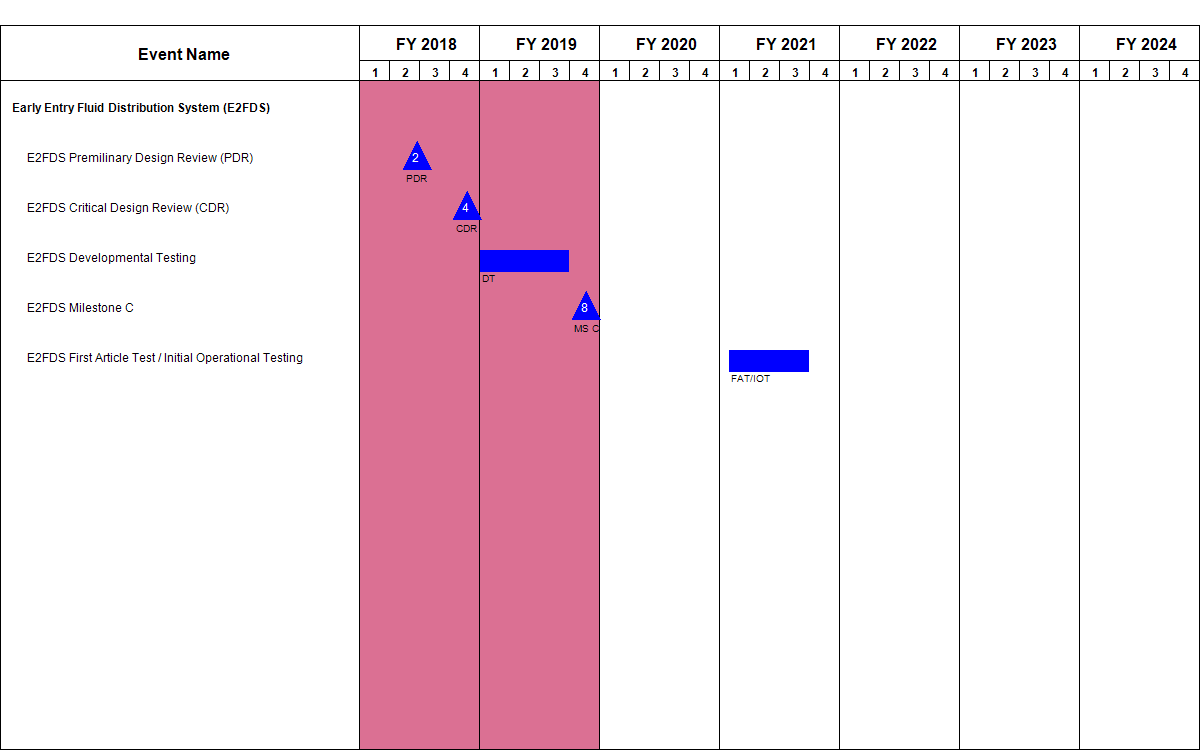 Event Name
FY 2018 FY 2019 FY 2020 FY 2021 FY 2022 FY 2023 FY 2024
1 2 3 4 1 2 3 4 1 2 3 4 1 2 3 4 1 2 3 4 1 2 3 4 1 2 3 4
Early Entry Fluid Distribution System (E2FDS)
E2FDS Premilinary Design Review (PDR) 2
PDR
E2FDS Critical Design Review (CDR) 4
CDR
E2FDS Developmental Testing
DT
E2FDS Milestone C 8
MS C
E2FDS First Article Test / Initial Operational Testing
FAT/IOT